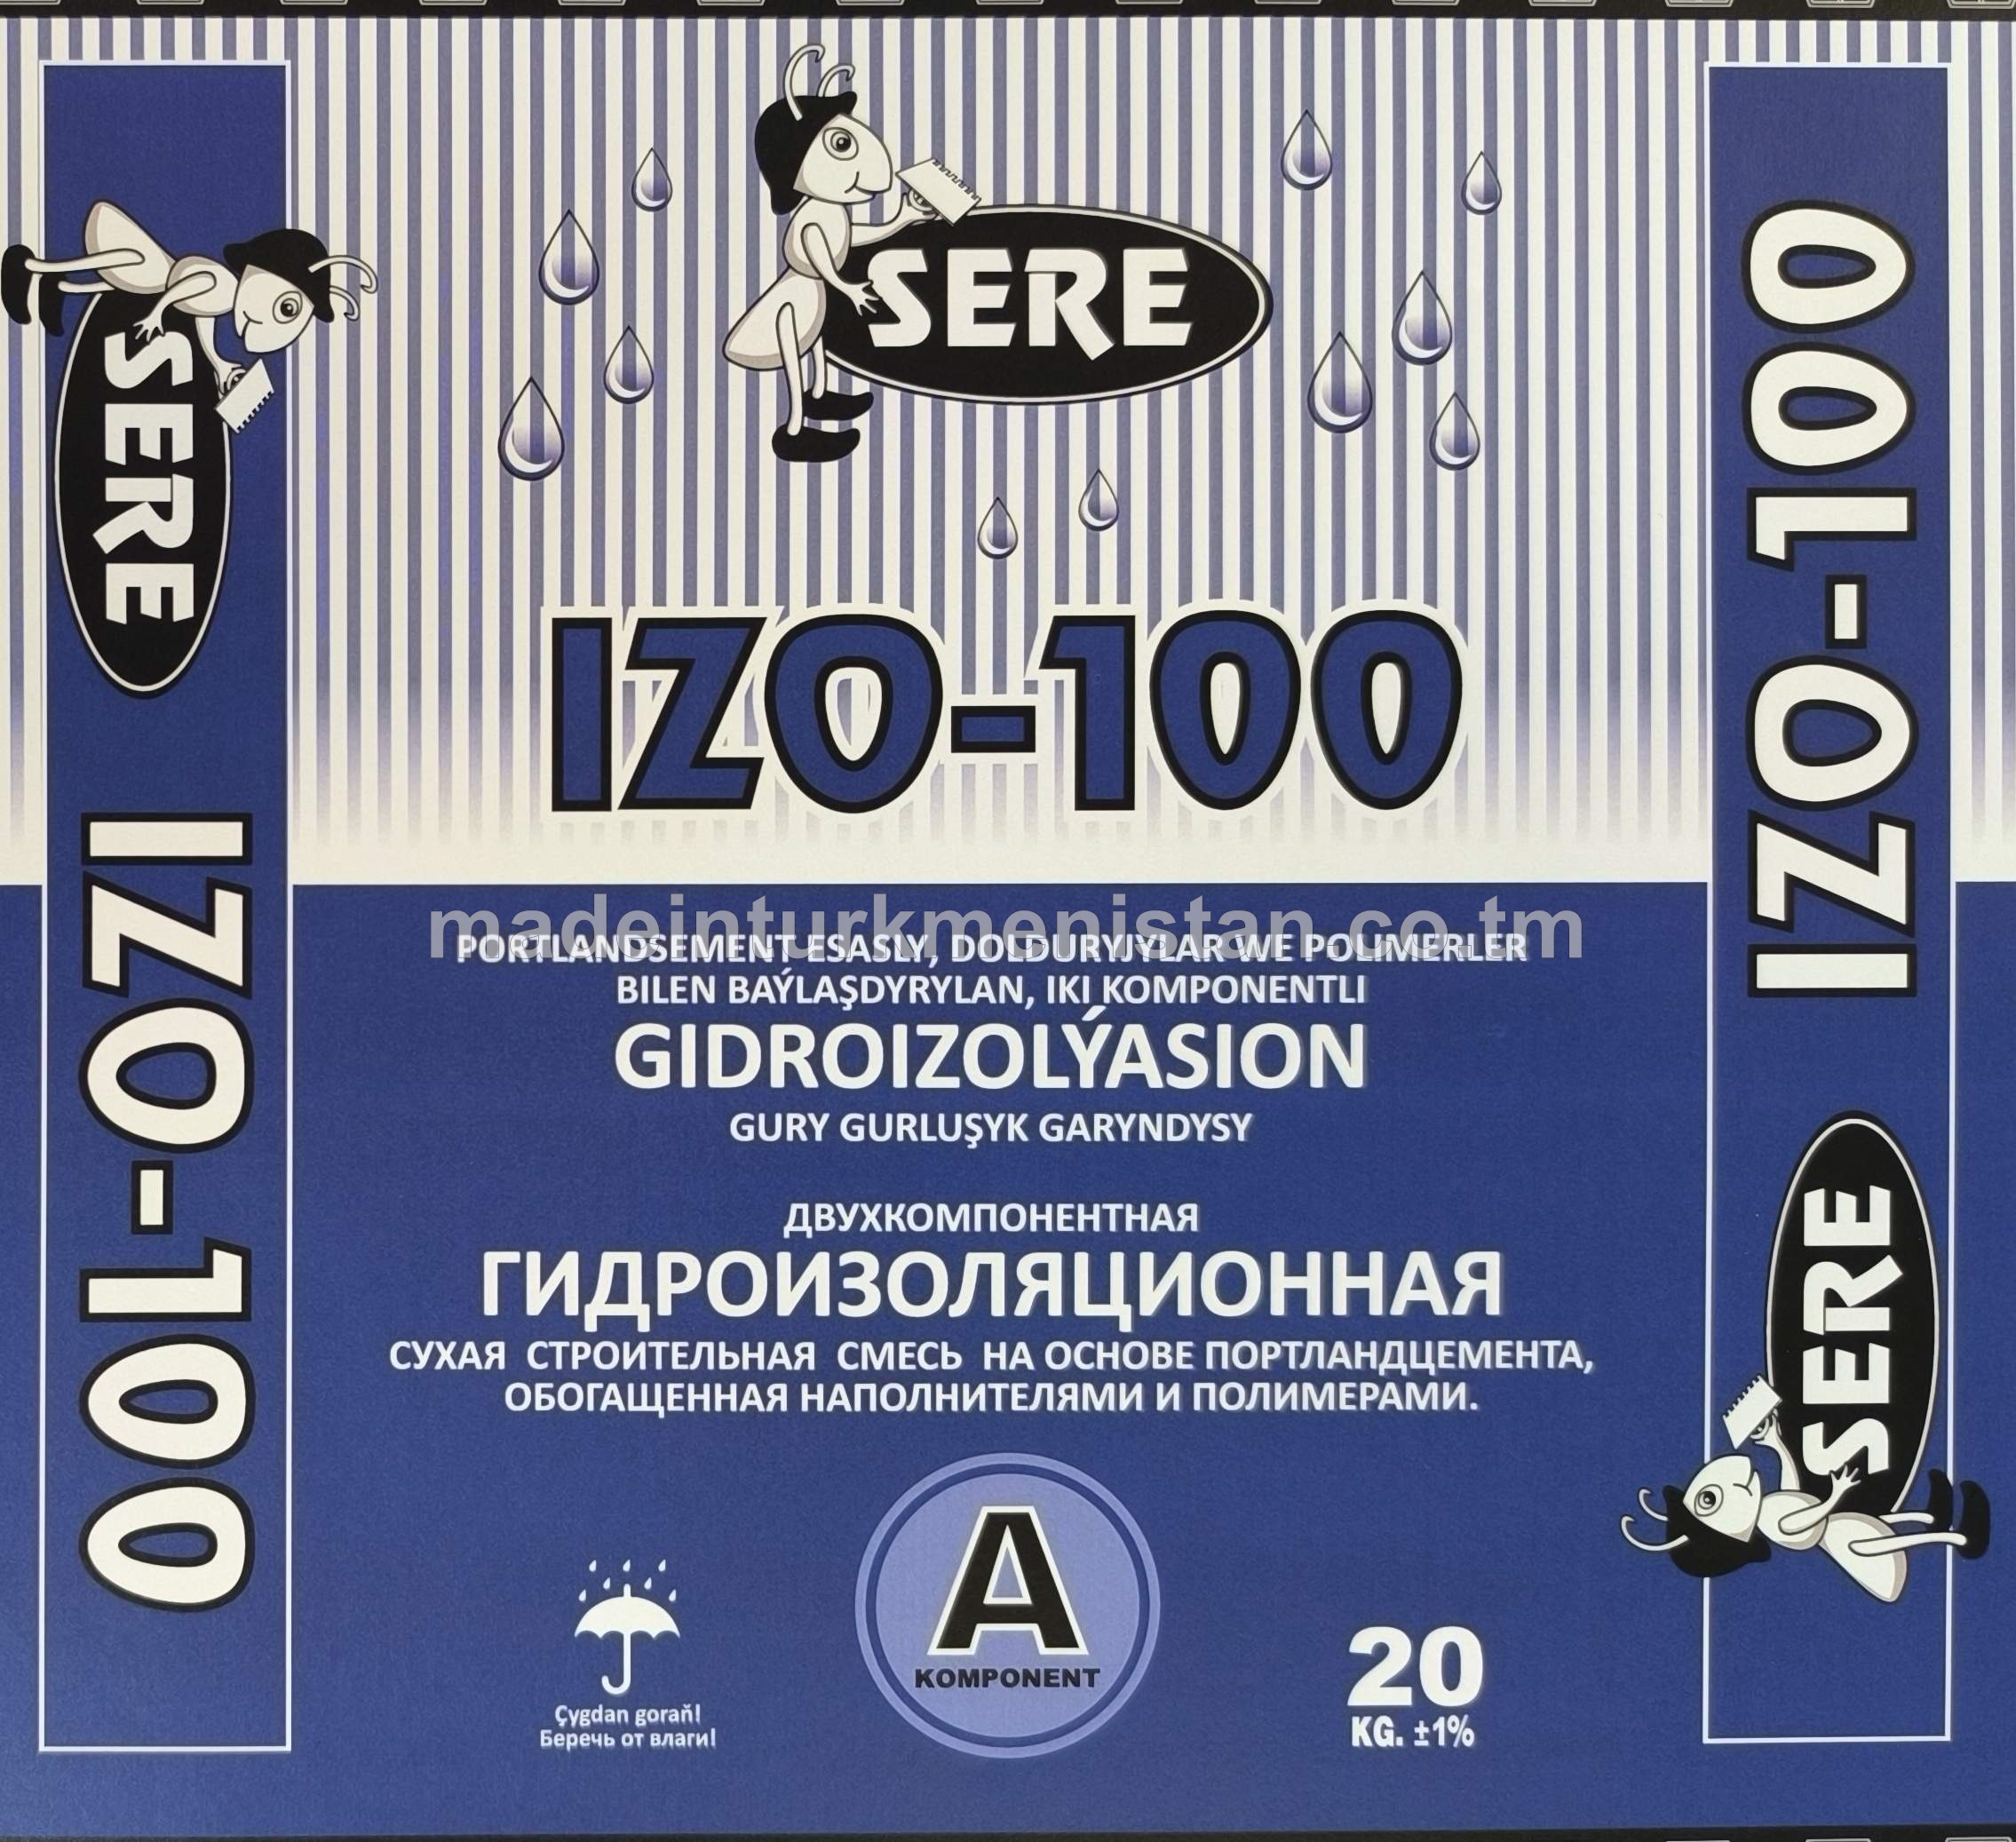 SERE
IZO-100
SERE
IZO-100
madeinturkmenistan.co.tm
PORTLANDSEMENT ESASLY, DOLDURYJYLAR WE POLIMERLER
BILEN BAÝLAŞDYRYLAN, IKI KOMPONENTLI
GIDROIZOLÝASION
GURY GURLUŞYK GARYNDYSY
ДВУХКОМПОНЕНТНАЯ
ГИДРОИЗОЛЯЦИОННАЯ
СУХАЯ СТРОИТЕЛЬНАЯ СМЕСЬ НА ОСНОВЕ ПОРТЛАНДЦЕМЕНТА,
ОБОГАЩЕННАЯ НАПОЛНИТЕЛЯМИ И ПОЛИМЕРАМИ.
A
KOMPONENT
Çygdan goraň!
Беречь от влаги!
20
KG. ±1%
SERE
IZO-100